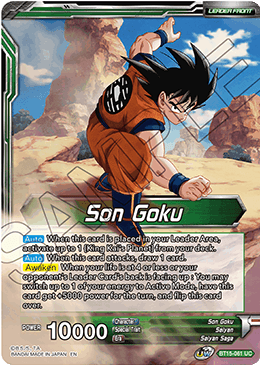 LEADER FRONT
Son Goku
Auto When this card is placed in your Leader Area,
activate up to 1 {King Kai's Planet} from your deck.
Auto When this card attacks, draw 1 card.
Awaken When your life is at 4 or less or your
opponent's Leader Card's back is facing up : You may
switch up to 1 of your energy to Active Mode, have this
card get +5000 power for the turn, and flip this card
over.
POWER 10000
Character Son Goku
Special Trait Saiyan
Era Saiyan Saga
BANDAI MADE IN JAPAN EN
BT15-061 UC